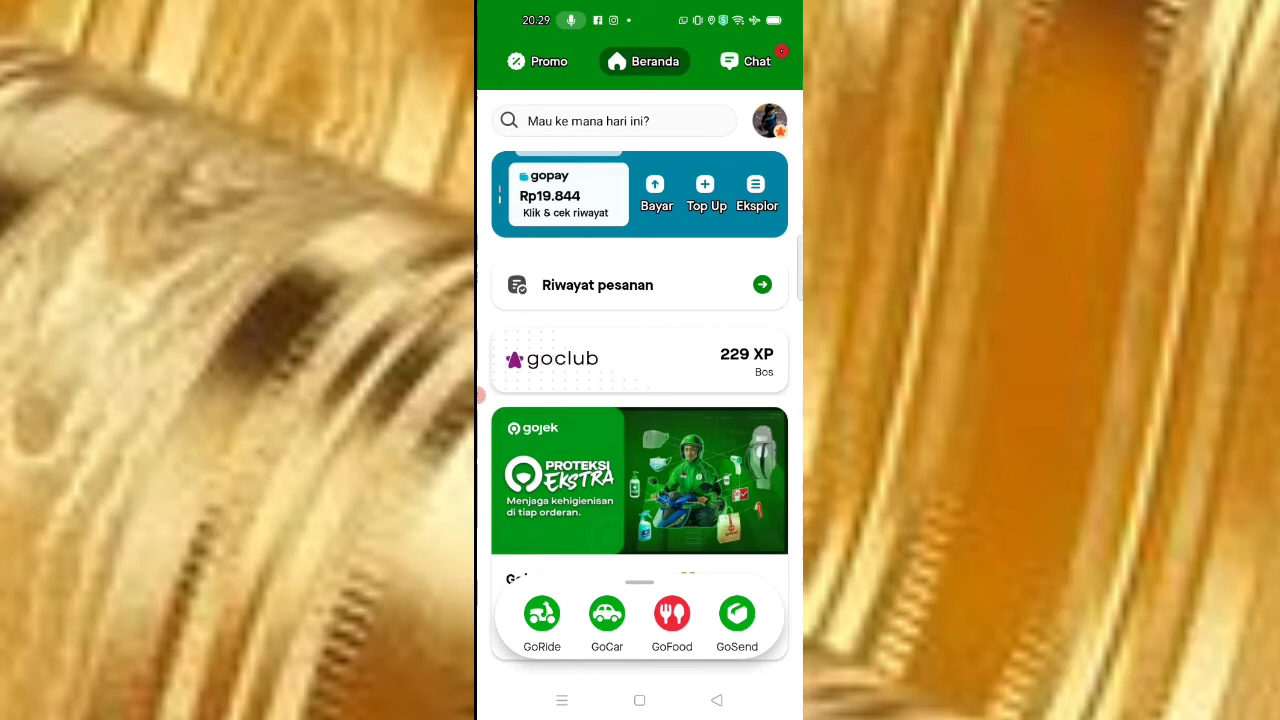 20.29
Promo
Beranda
Chat
Mau ke mana hari ini?
gopay
Rp19.844
Klik & cek riwayat
Bayar
Top Up
Eksplor
Riwayat pesanan
goclub
229 XP
Bos
gojek
PROTEKSI
EKSTRA
Menjaga kehigienisan
di tiap orderan.
GoRide
GoCar
GoFood
GoSend